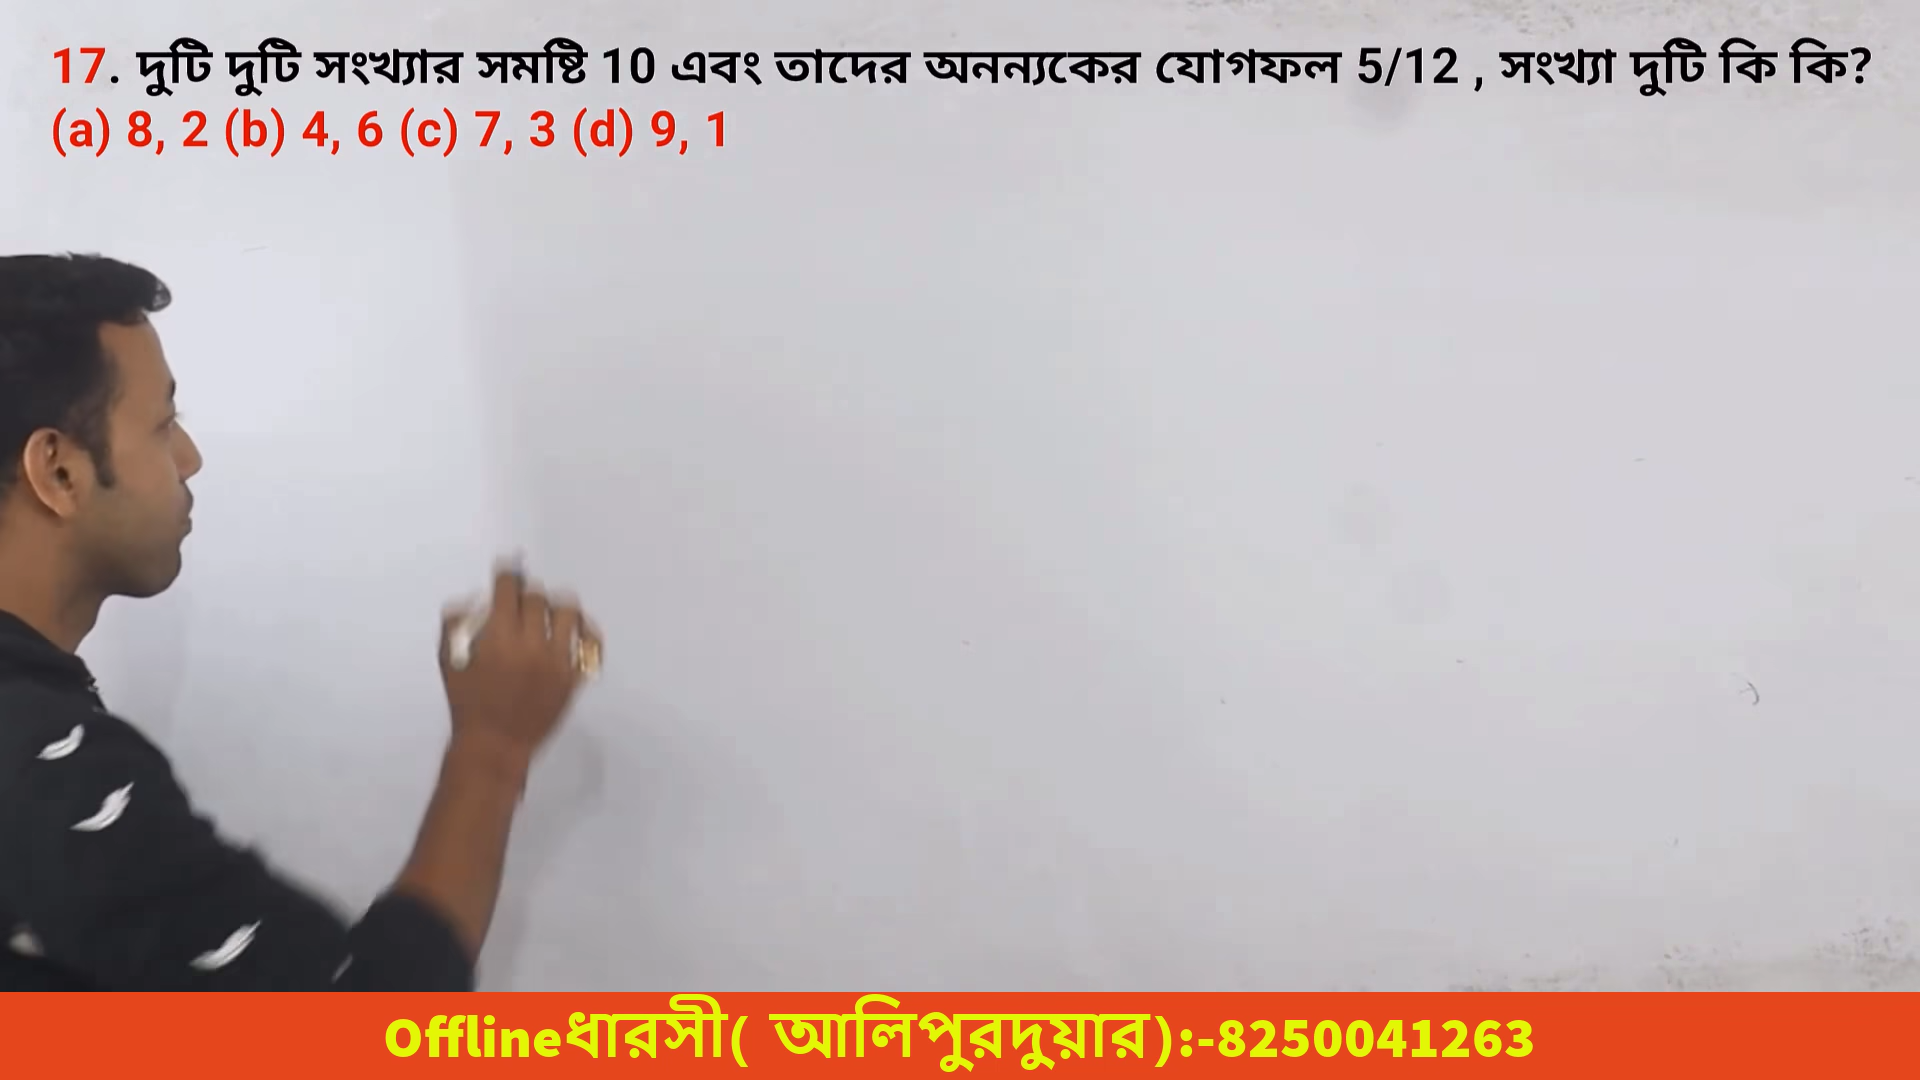 17. দুটি দুটি সংখ্যার সমষ্টি 10 এবং তাদের অনন্যকের যোগফল 5/12 , সংখ্যা দুটি কি কি?
(a) 8, 2 (b) 4, 6 (c) 7, 3 (d) 9, 1
Offlineধারসী( আলিপুরদুয়ার):-8250041263